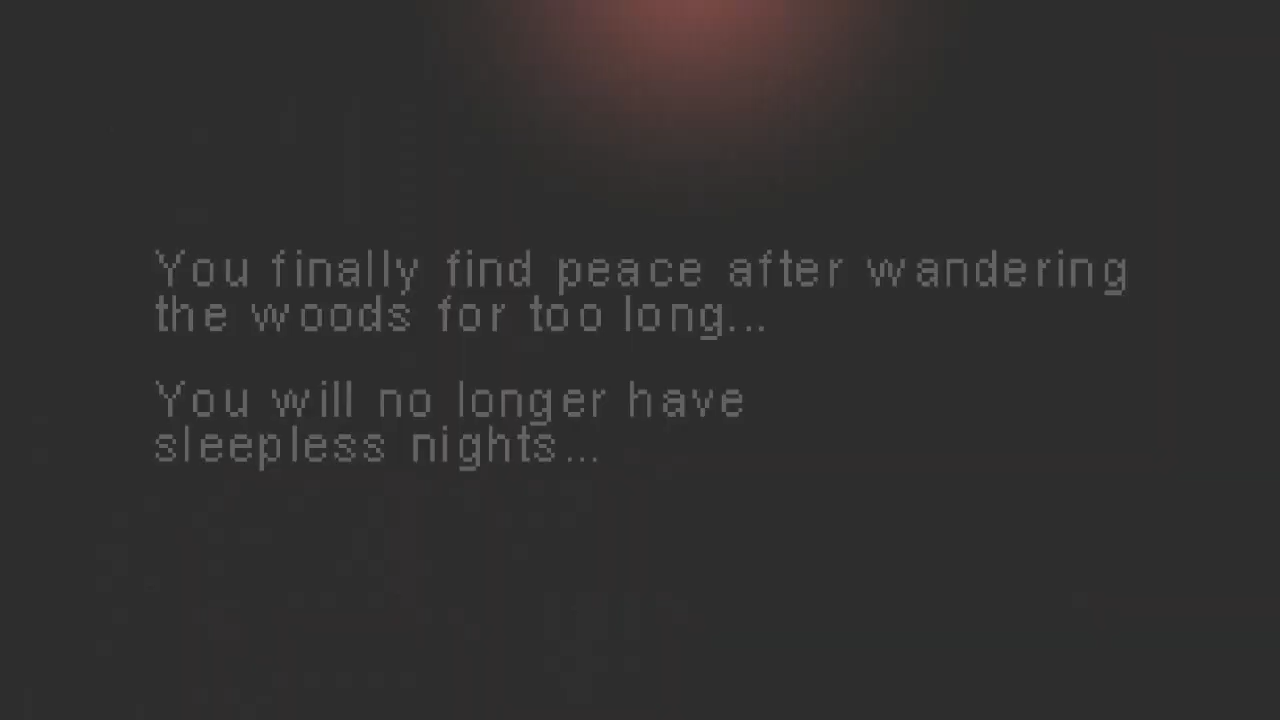 You finally find peace after wandering
the woods for too long...
You will no longer have
sleepless nights...